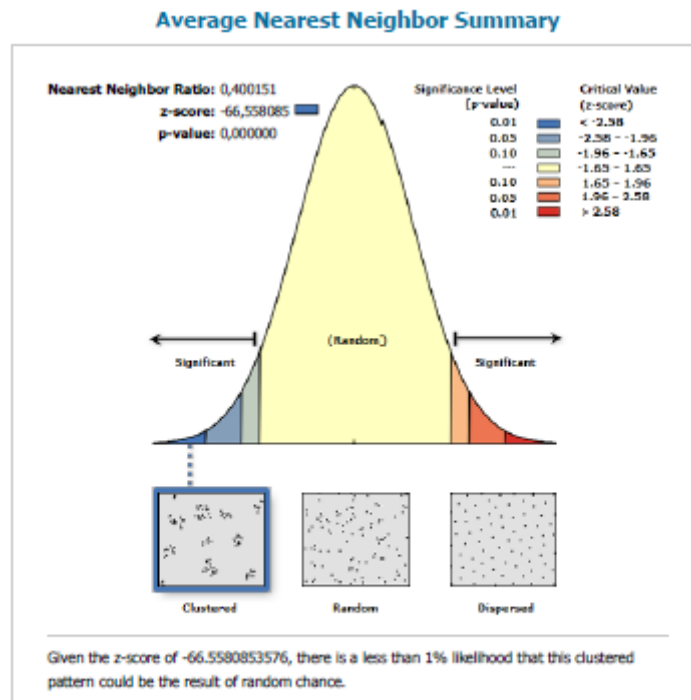 Average Nearest Neighbor Summary
Nearest Neighbor Ratio: 0,400151
z-score: -66,558085
p-value: 0,000000
Significance Level
(p-value)
Critical Value
(z-score)
0.01 < -2.58
0.05 -2.58 – -1.96
0.10 -1.96 – -1.65
--- -1.65 – 1.65
0.10 1.65 – 1.96
0.05 1.96 – 2.58
0.01 > 2.58
(Random)
Significant Significant
Clustered Random Dispersed
Given the z-score of -66.5580853576, there is a less than 1% likelihood that this clustered
pattern could be the result of random chance.